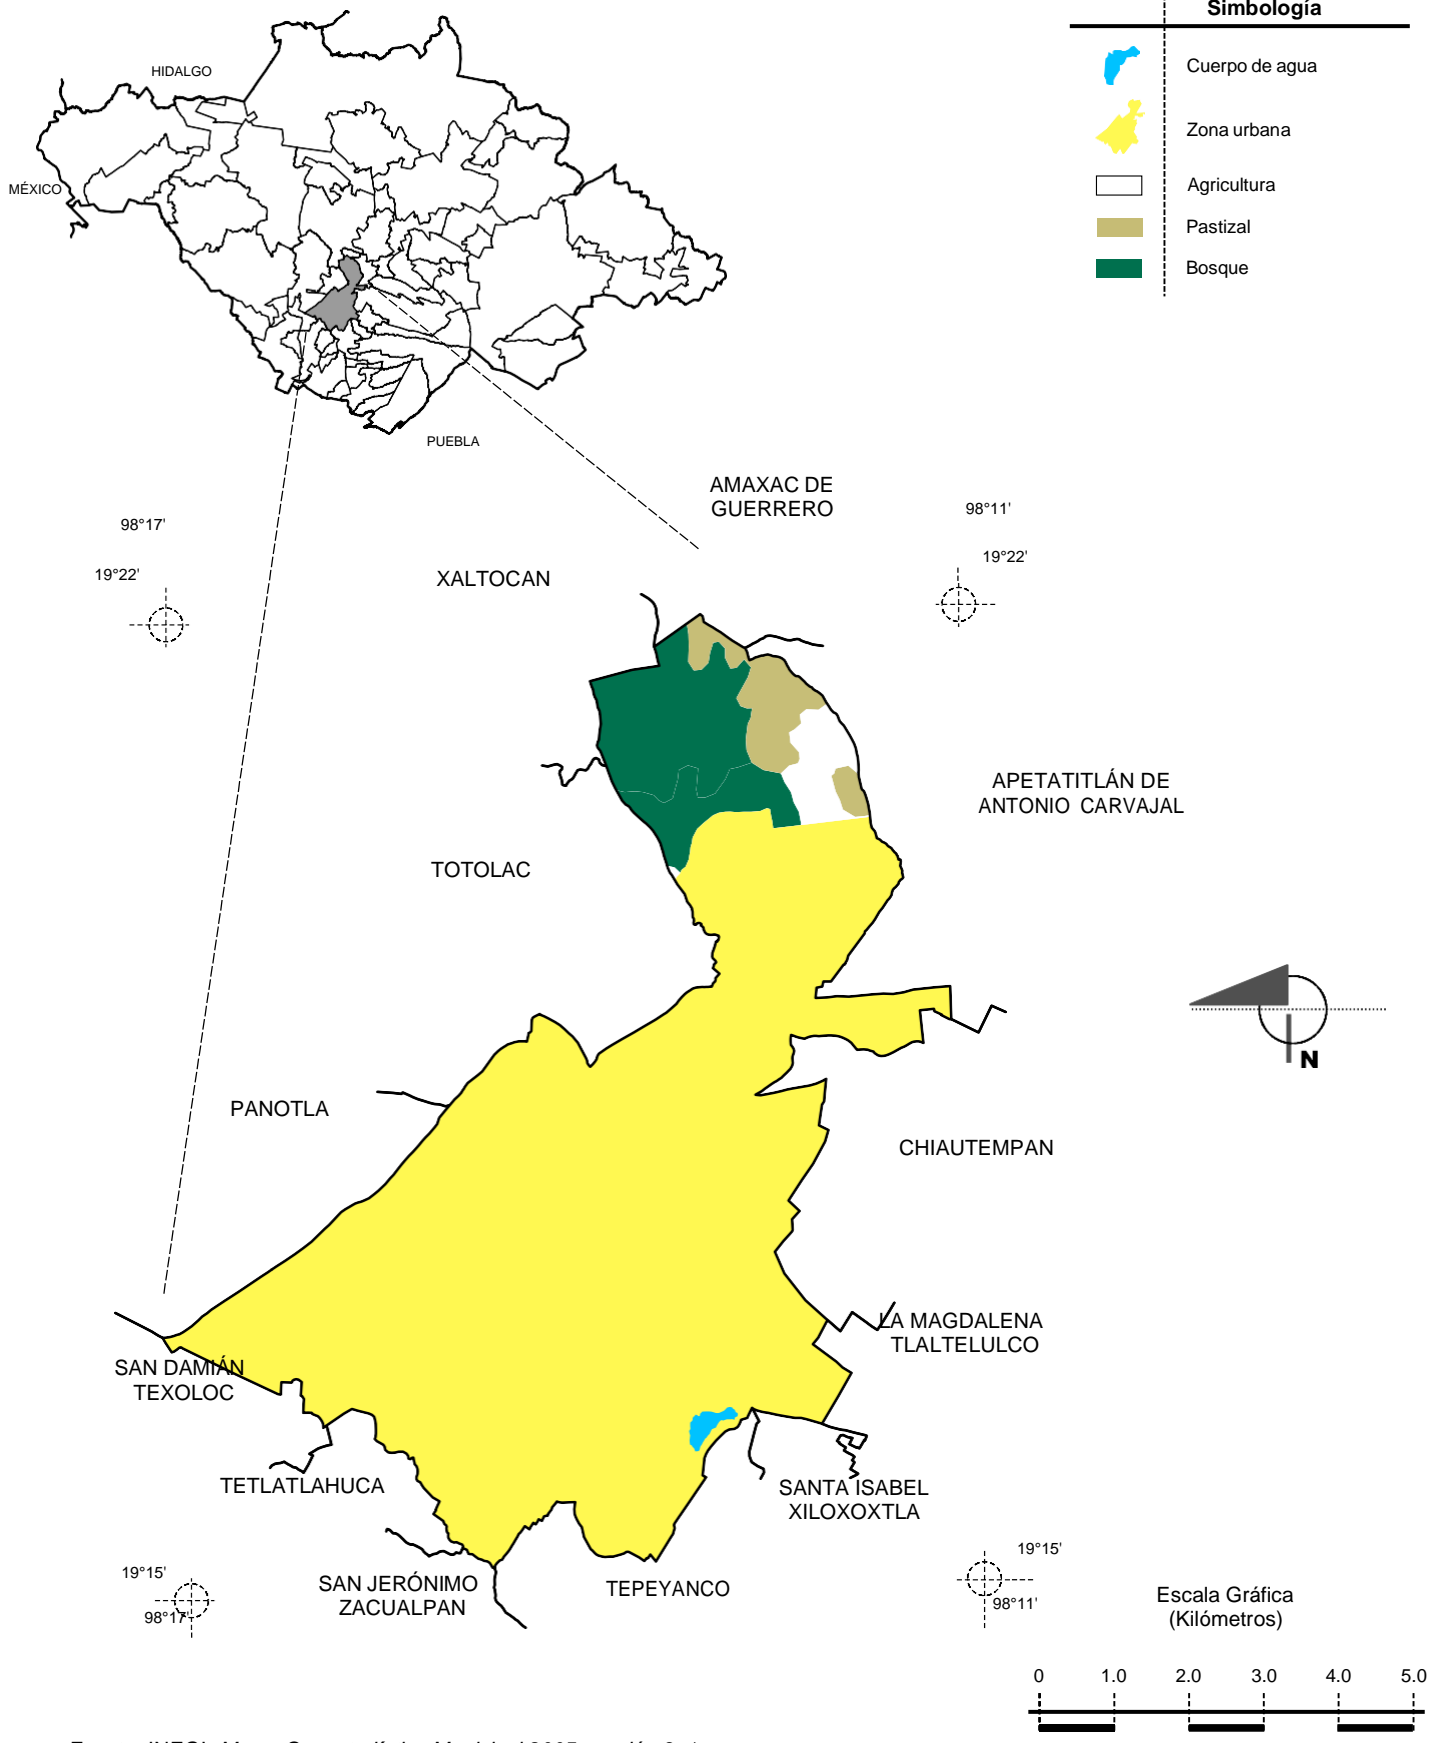 Simbología
Cuerpo de agua
Zona urbana
Agricultura
Pastizal
Bosque
HIDALGO
MÉXICO
PUEBLA
AMAXAC DE
GUERRERO
98°17'
98°11'
19°22'
19°22'
XALTOCAN
APETATITLÁN DE
ANTONIO CARVAJAL
TOTOLAC
N
PANOTLA
CHIAUTEMPAN
LA MAGDALENA
TLALTELULCO
SAN DAMIÁN
TEXOLOC
TETLATLAHUCA
SANTA ISABEL
XILOXOXTLA
SAN JERÓNIMO
ZACUALPAN
TEPEYANCO
19°15'
98°17'
19°15'
98°11'
Escala Gráfica
(Kilómetros)
0 1.0 2.0 3.0 4.0 5.0